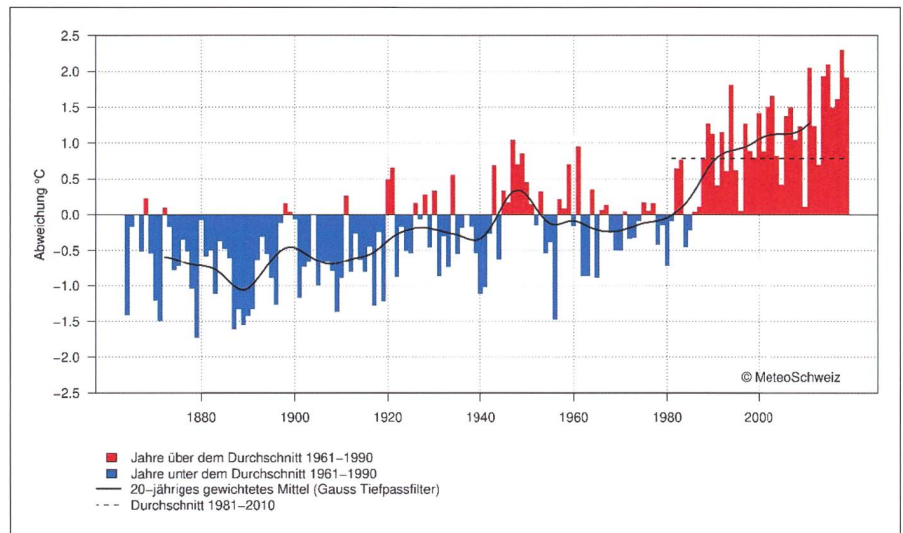 2.5
2.0
1.5
1.0
0.5
0.0
−0.5
−1.0
−1.5
−2.0
−2.5
Abweichung °C
© MeteoSchweiz
1880 1900 1920 1940 1960 1980 2000
Jahre über dem Durchschnitt 1961−1990
Jahre unter dem Durchschnitt 1961−1990
20−jähriges gewichtetes Mittel (Gauss Tiefpassfilter)
Durchschnitt 1981−2010